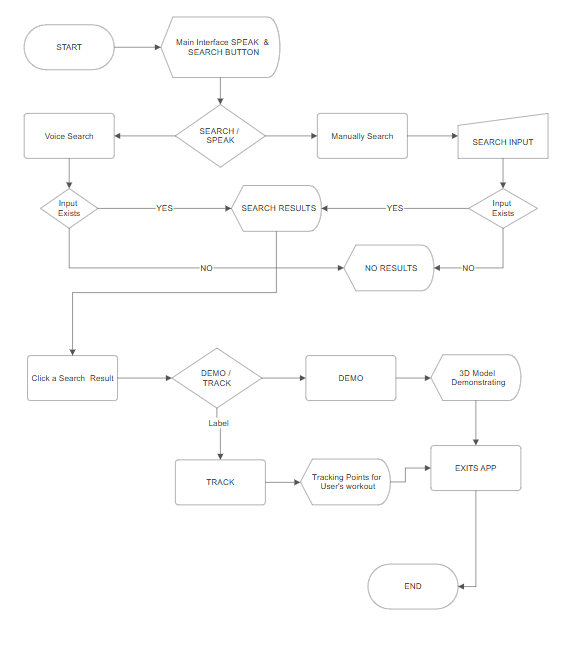 START
Main Interface SPEAK &
SEARCH BUTTON
Voice Search
SEARCH /
SPEAK
Manually Search
SEARCH INPUT
Input
Exists
YES
SEARCH RESULTS
YES
Input
Exists
NO
NO RESULTS
NO
Click a Search Result
DEMO /
TRACK
DEMO
3D Model
Demonstrating
Label
TRACK
Tracking Points for
User's workout
EXITS APP
END